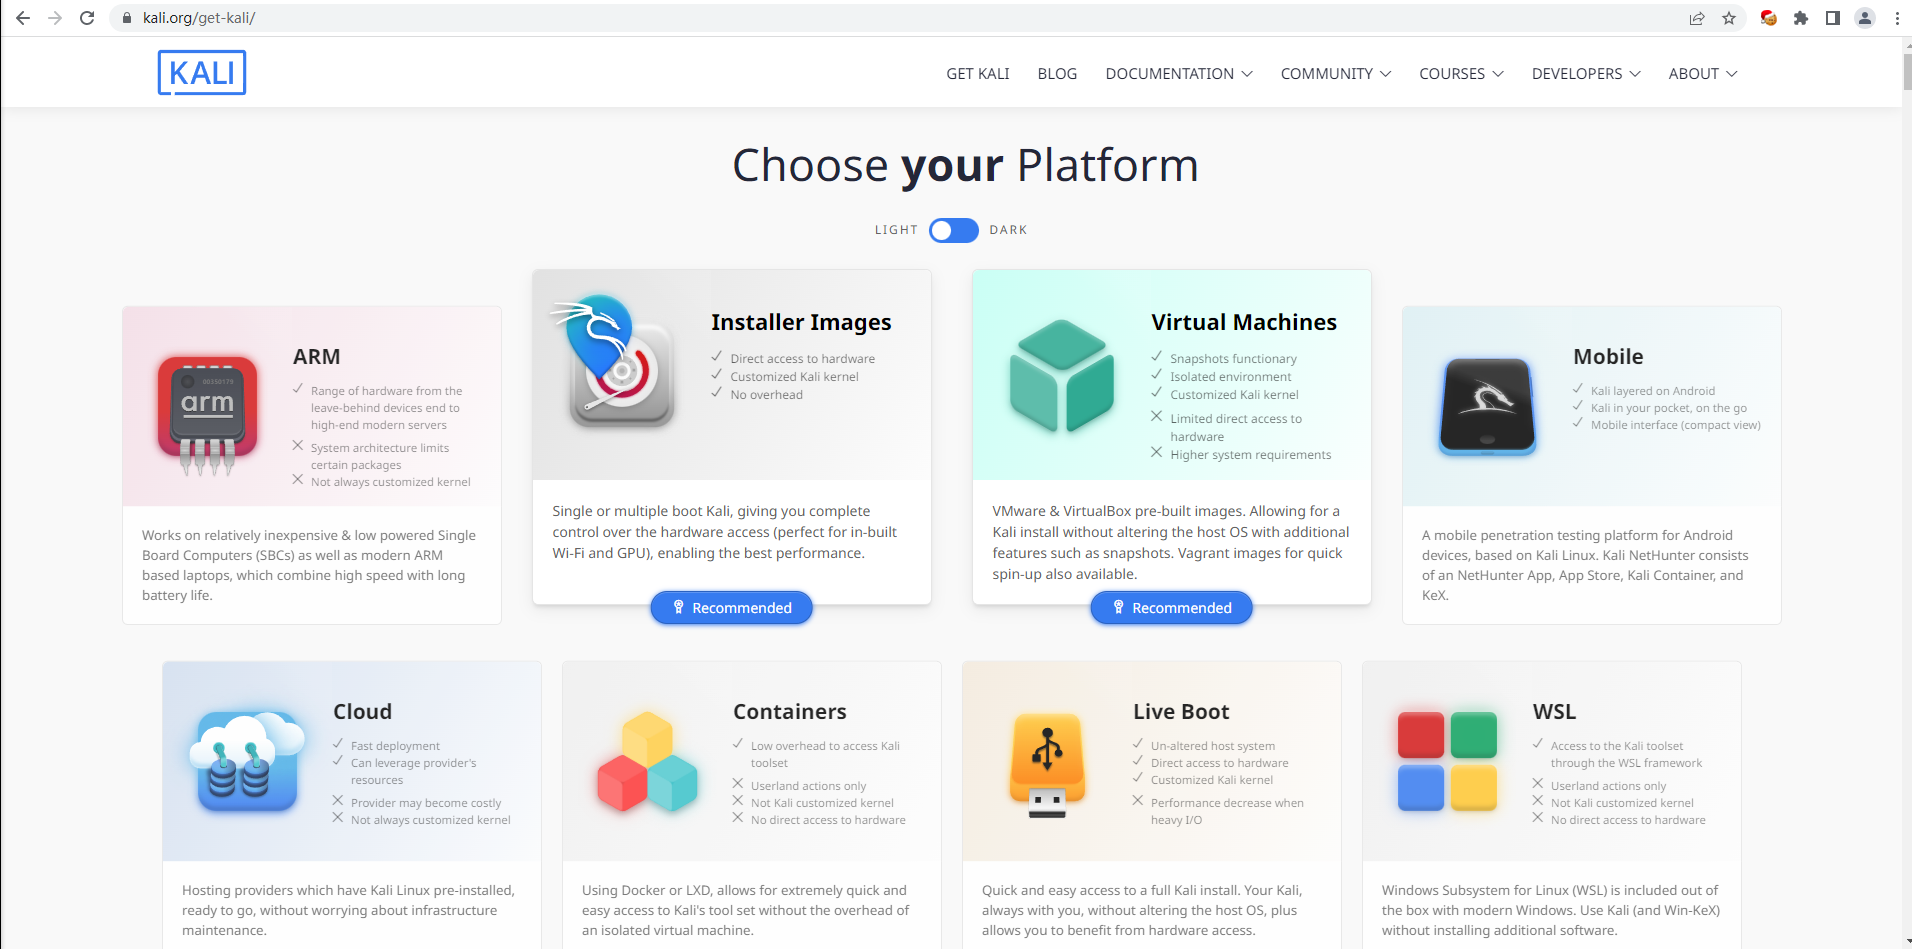 kali.org/get-kali/
KALI
GET KALI
BLOG
DOCUMENTATION
COMMUNITY
COURSES
DEVELOPERS
ABOUT
Choose your Platform
LIGHT
DARK
ARM
Range of hardware from the
leave-behind devices end to
high-end modern servers
System architecture limits
certain packages
Not always customized kernel
00350179
arm
Works on relatively inexpensive & low powered Single
Board Computers (SBCs) as well as modern ARM
based laptops, which combine high speed with long
battery life.
Installer Images
Direct access to hardware
Customized Kali kernel
No overhead
Single or multiple boot Kali, giving you complete
control over the hardware access (perfect for in-built
Wi-Fi and GPU), enabling the best performance.
Recommended
Virtual Machines
Snapshots functionary
Isolated environment
Customized Kali kernel
Limited direct access to
hardware
Higher system requirements
VMware & VirtualBox pre-built images. Allowing for a
Kali install without altering the host OS with additional
features such as snapshots. Vagrant images for quick
spin-up also available.
Recommended
Mobile
Kali layered on Android
Kali in your pocket, on the go
Mobile interface (compact view)
A mobile penetration testing platform for Android
devices, based on Kali Linux. Kali NetHunter consists
of an NetHunter App, App Store, Kali Container, and
KeX.
Cloud
Fast deployment
Can leverage provider's
resources
Provider may become costly
Not always customized kernel
Hosting providers which have Kali Linux pre-installed,
ready to go, without worrying about infrastructure
maintenance.
Containers
Low overhead to access Kali
toolset
Userland actions only
Not Kali customized kernel
No direct access to hardware
Using Docker or LXD, allows for extremely quick and
easy access to Kali's tool set without the overhead of
an isolated virtual machine.
Live Boot
Un-altered host system
Direct access to hardware
Customized Kali kernel
Performance decrease when
heavy I/O
Quick and easy access to a full Kali install. Your Kali,
always with you, without altering the host OS, plus
allows you to benefit from hardware access.
WSL
Access to the Kali toolset
through the WSL framework
Userland actions only
Not Kali customized kernel
No direct access to hardware
Windows Subsystem for Linux (WSL) is included out of
the box with modern Windows. Use Kali (and Win-KeX)
without installing additional software.